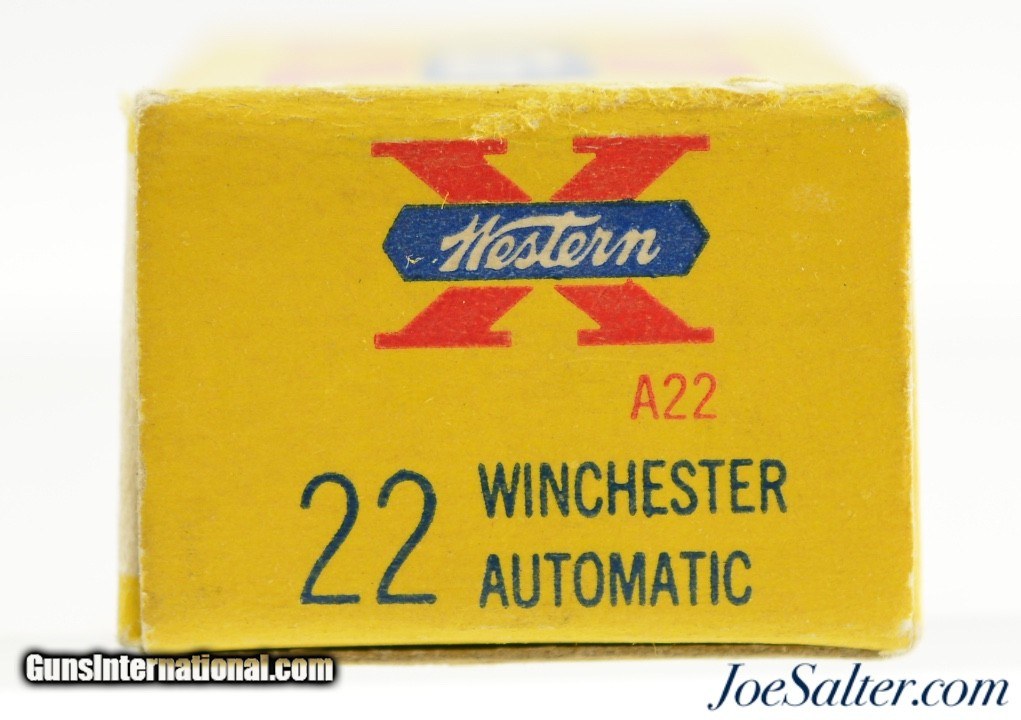 X
Western
A22
22 WINCHESTER
AUTOMATIC
GunsInternational.com
JoeSalter.com